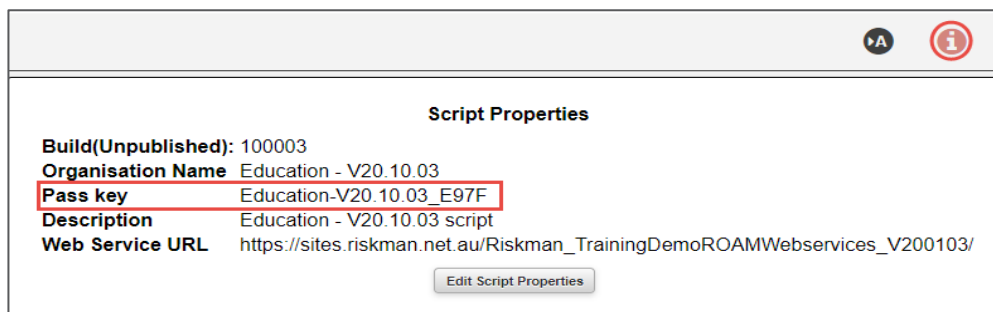 A
i
Script Properties
Build(Unpublished): 100003
Organisation Name Education - V20.10.03
Pass key Education-V20.10.03_E97F
Description Education - V20.10.03 script
Web Service URL https://sites.riskman.net.au/Riskman_TrainingDemoROAMWebservices_V200103/
Edit Script Properties